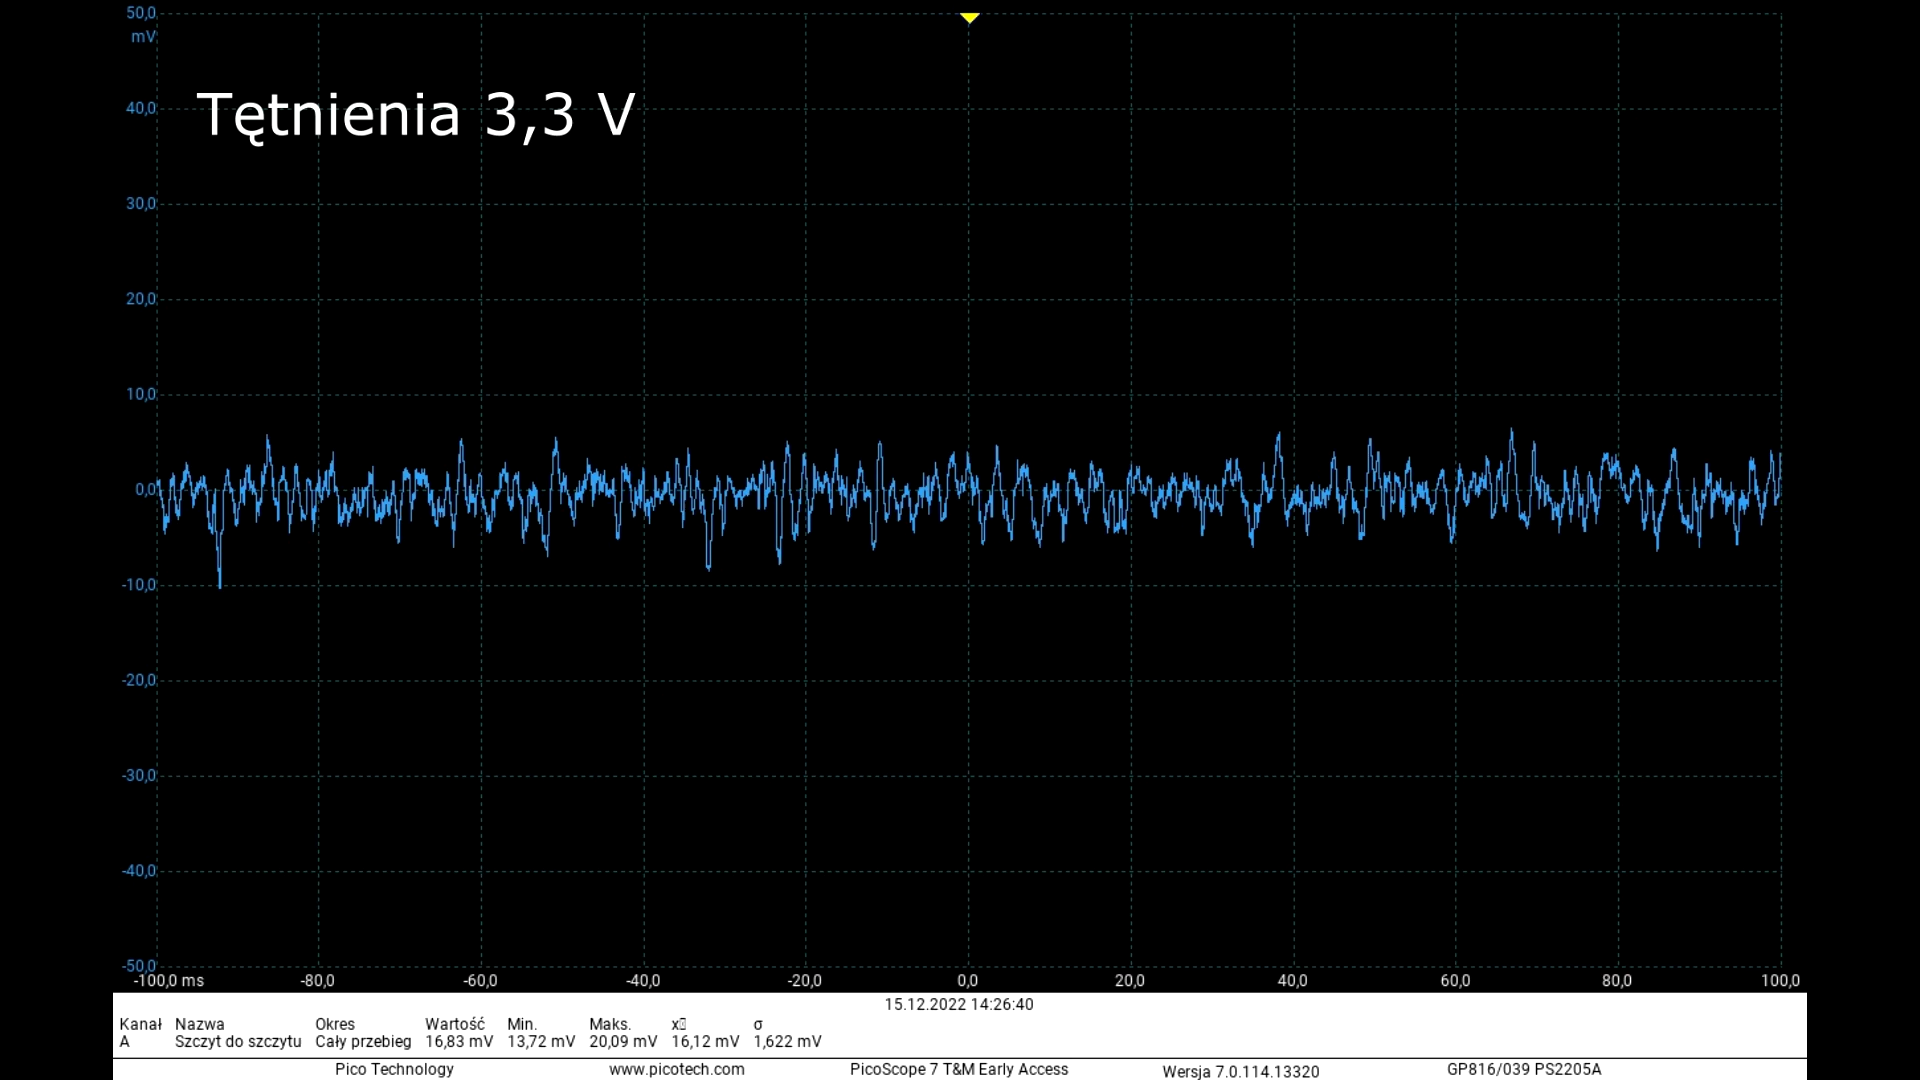 50,0
mV
Tętnienia 3,3 V
40,0
30,0
20,0
10,0
0,0
-10,0
-20,0
-30,0
-40,0
-50,0
-100,0 ms -80,0 -60,0 -40,0 -20,0 0,0 20,0 40,0 60,0 80,0 100,0
15.12.2022 14:26:40
Kanał Nazwa Okres Wartość Min. Maks. x σ
A Szczyt do szczytu Cały przebieg 16,83 mV 13,72 mV 20,09 mV 16,12 mV 1,622 mV
Pico Technology www.picotech.com PicoScope 7 T&M Early Access Wersja 7.0.114.13320 GP816/039 PS2205A